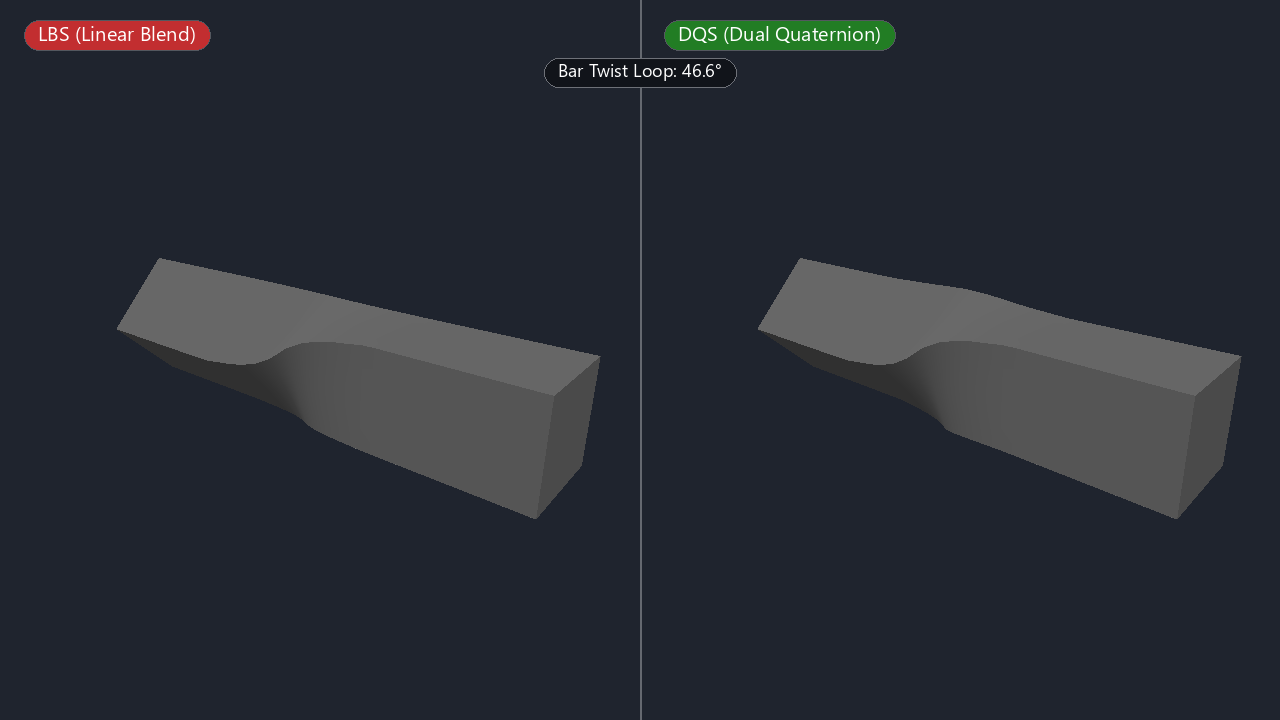 LBS (Linear Blend)
DQS (Dual Quaternion)
Bar Twist Loop: 46.6°